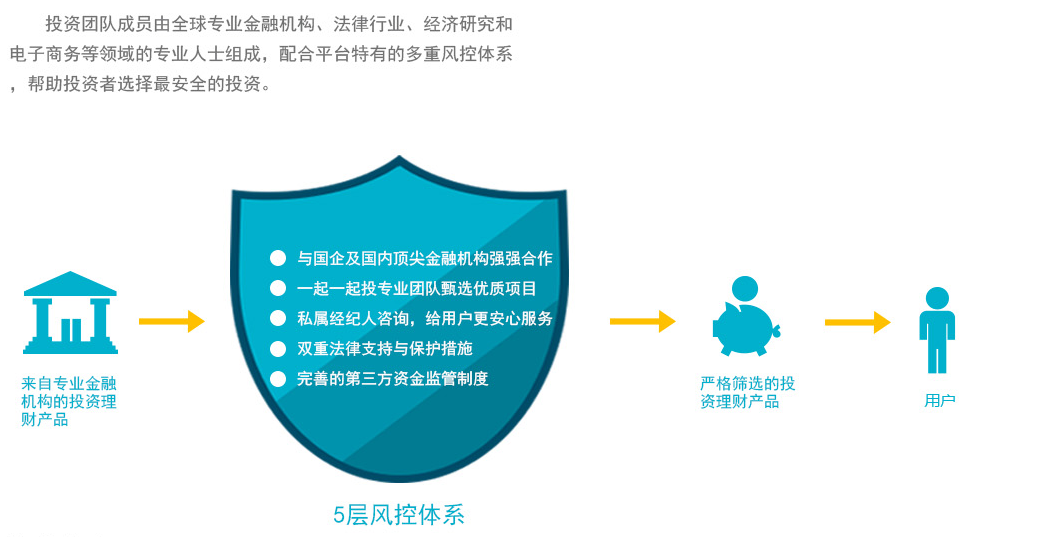 投资团队成员由全球专业金融机构、法律行业、经济研究和
电子商务等领域的专业人士组成，配合平台特有的多重风控体系
，帮助投资者选择最安全的投资。
与国企及国内顶尖金融机构强强合作
一起一起投专业团队甄选优质项目
私属经纪人咨询，给用户更安心服务
双重法律支持与保护措施
完善的第三方资金监管制度
来自专业金融
机构的投资理
财产品
严格筛选的投
资理财产品
用户
5层风控体系